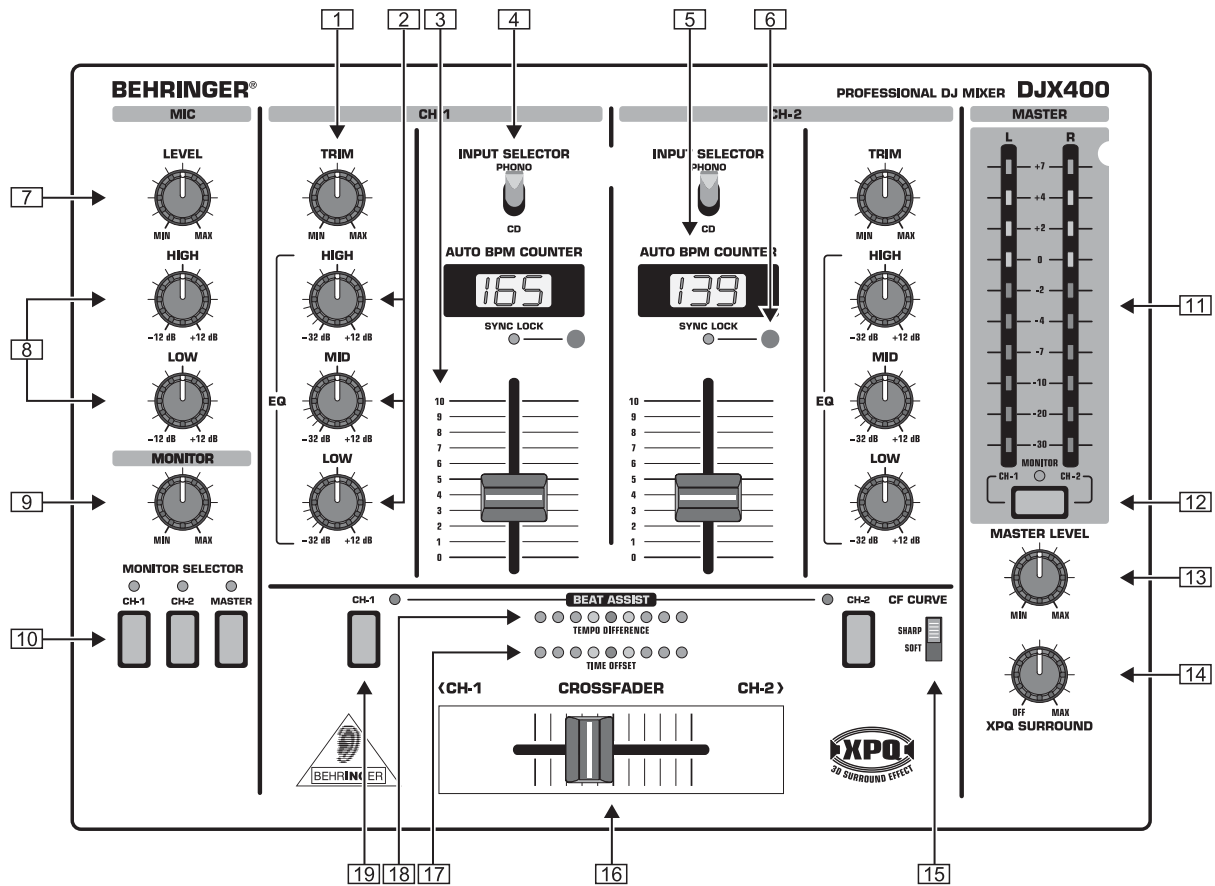 1 2 3 4 5 6
BEHRINGER®
PROFESSIONAL DJ MIXER DJX400
MIC
CH-1
CH-2
MASTER
LEVEL
TRIM
INPUT SELECTOR
PHONO
CD
INPUT SELECTOR
PHONO
CD
TRIM
L R
7
MIN MAX
MIN MAX
MIN MAX
AUTO BPM COUNTER
165
SYNC LOCK
AUTO BPM COUNTER
139
SYNC LOCK
HIGH
-12 dB +12 dB
HIGH
-32 dB +12 dB
HIGH
-32 dB +12 dB
+7
+4
+2
0
-2
-4
-7
-10
-20
-30
11
8
LOW
-12 dB +12 dB
EQ
MID
-32 dB +12 dB
EQ
MID
-32 dB +12 dB
10
9
8
7
6
5
4
3
2
1
0
10
9
8
7
6
5
4
3
2
1
0
MONITOR
9
MIN MAX
LOW
-32 dB +12 dB
LOW
-32 dB +12 dB
MONITOR
CH-1 CH-2
12
MASTER LEVEL
MIN MAX
13
MONITOR SELECTOR
CH-1 CH-2 MASTER
10
CH-1
BEAT ASSIST
CH-2
TEMPO DIFFERENCE
TIME OFFSET
CF CURVE
SHARP
SOFT
14
OFF MAX
XPQ SURROUND
‹CH-1 CROSSFADER CH-2›
BEHRINGER
XPQ
3D SURROUND EFFECT
19 18 17 16 15